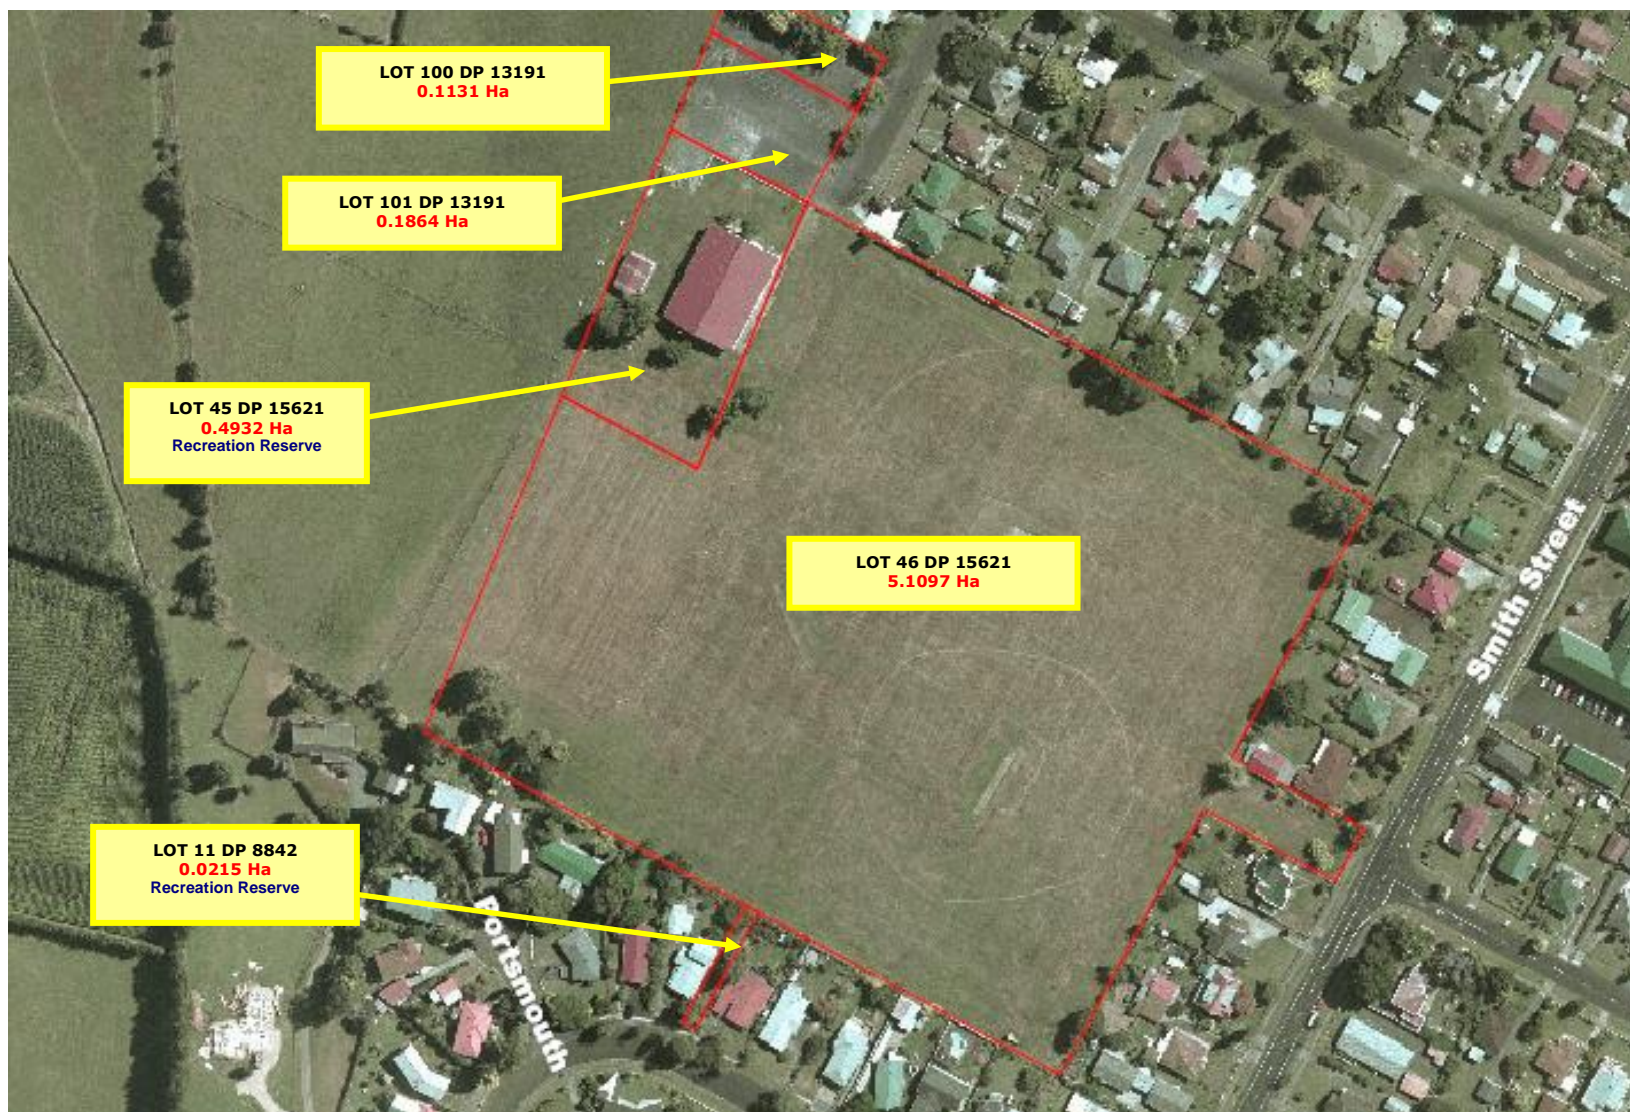 LOT 100 DP 13191
0.1131 Ha
LOT 101 DP 13191
0.1864 Ha
LOT 45 DP 15621
0.4932 Ha
Recreation Reserve
LOT 46 DP 15621
5.1097 Ha
Smith Street
LOT 11 DP 8842
0.0215 Ha
Recreation Reserve
Portsmouth